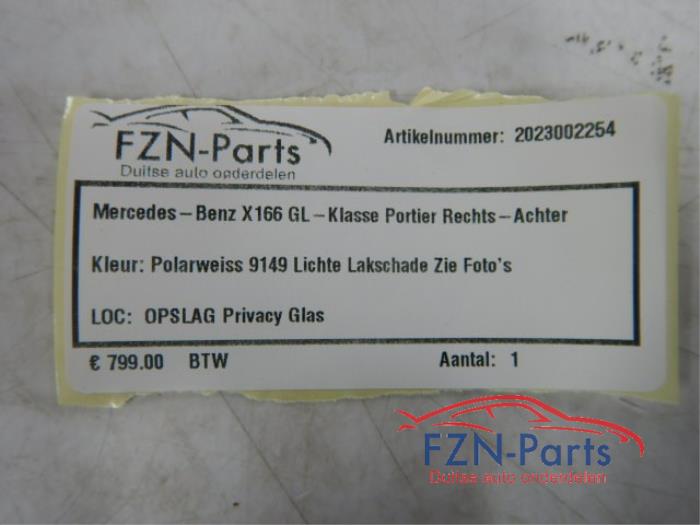 FZN-Parts
Duitse auto onderdelen
Artikelnummer: 2023002254
Mercedes-Benz X166 GL-Klasse Portier Rechts-Achter
Kleur: Polarweiss 9149 Lichte Lakschade Zie Foto's
LOC: OPSLAG Privacy Glas
€ 799.00 BTW
Aantal: 1
FZN-Parts
Duitse auto onderdelen